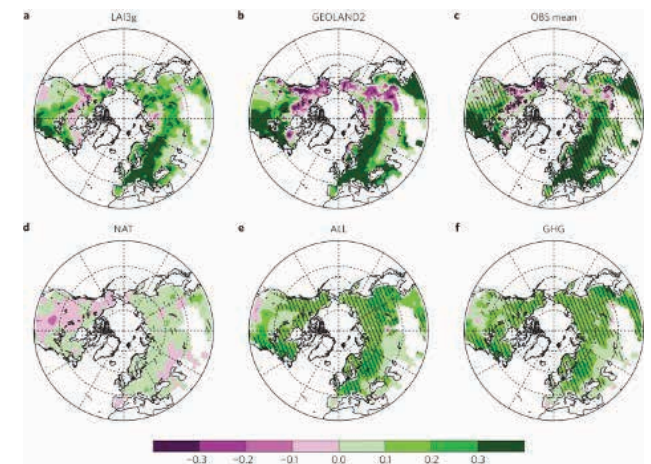 a LAI3g
b GEOLAND2
c OBS mean
d NAT
e ALL
f GHG
−0.3 −0.2 −0.1 0.0 0.1 0.2 0.3